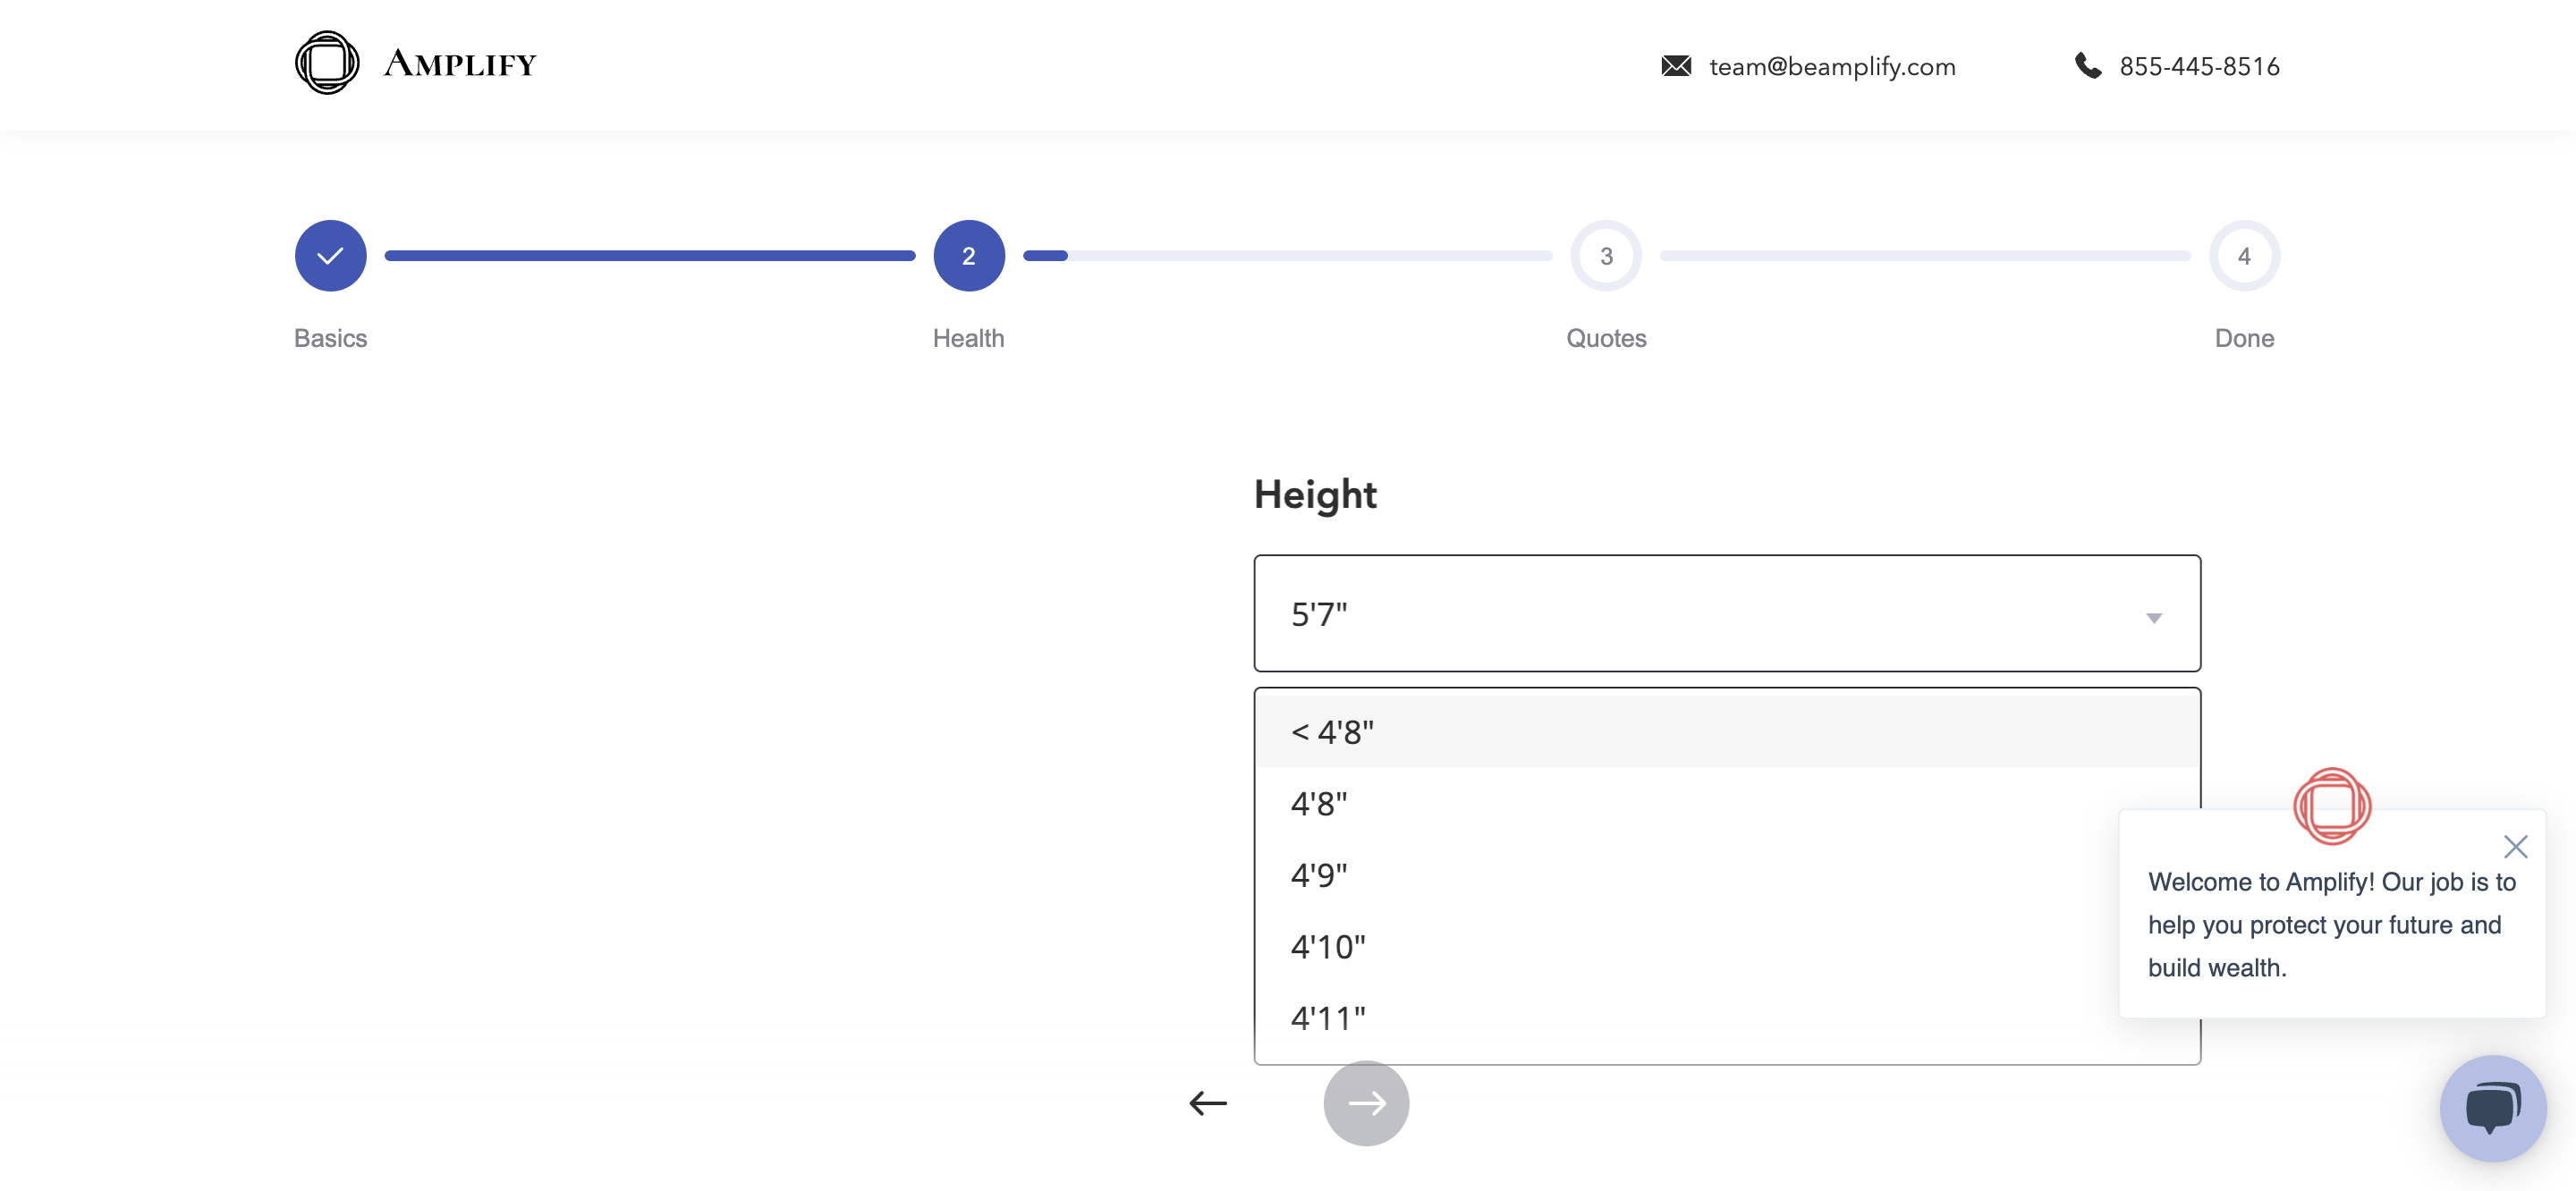 AMPLIFY
team@beamplify.com
855-445-8516
2
3
4
Basics
Health
Quotes
Done
Height
5'7"
< 4'8"
4'8"
4'9"
4'10"
4'11"
Welcome to Amplify! Our job is to
help you protect your future and
build wealth.